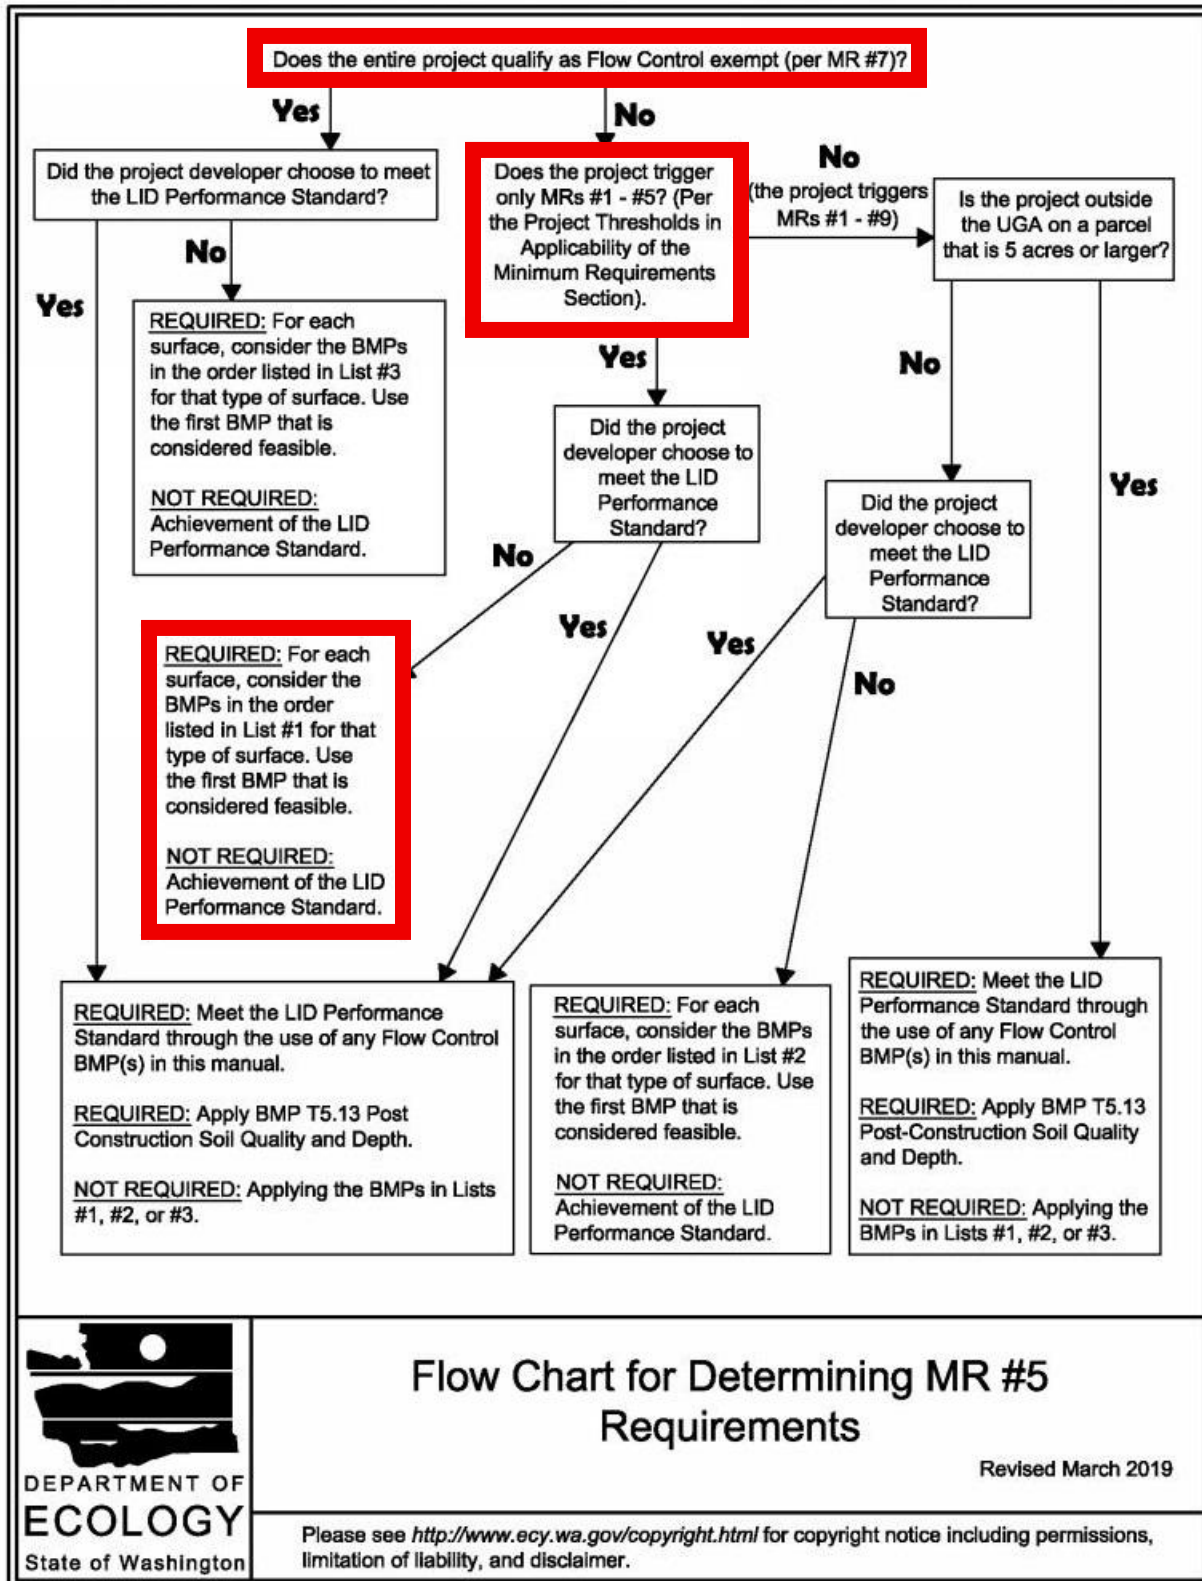 Does the entire project qualify as Flow Control exempt (per MR #7)?
Yes
No
Did the project developer choose to meet
the LID Performance Standard?
Does the project trigger
only MRs #1 - #5? (Per
the Project Thresholds in
Applicability of the
Minimum Requirements
Section).
No
(the project triggers
MRs #1 - #9)
Is the project outside
the UGA on a parcel
that is 5 acres or larger?
Yes
No
REQUIRED: For each
surface, consider the BMPs
in the order listed in List #3
for that type of surface. Use
the first BMP that is
considered feasible.
NOT REQUIRED:
Achievement of the LID
Performance Standard.
Yes
No
Yes
Did the project
developer choose to
meet the LID
Performance
Standard?
Did the project
developer choose to
meet the LID
Performance
Standard?
No
Yes
Yes
No
REQUIRED: For each
surface, consider the
BMPs in the order
listed in List #1 for that
type of surface. Use
the first BMP that is
considered feasible.
NOT REQUIRED:
Achievement of the LID
Performance Standard.
REQUIRED: Meet the LID Performance
Standard through the use of any Flow Control
BMP(s) in this manual.
REQUIRED: Apply BMP T5.13 Post
Construction Soil Quality and Depth.
NOT REQUIRED: Applying the BMPs in Lists
#1, #2, or #3.
REQUIRED: For each
surface, consider the BMPs
in the order listed in List #2
for that type of surface. Use
the first BMP that is
considered feasible.
NOT REQUIRED:
Achievement of the LID
Performance Standard.
REQUIRED: Meet the LID
Performance Standard through
the use of any Flow Control
BMP(s) in this manual.
REQUIRED: Apply BMP T5.13
Post-Construction Soil Quality
and Depth.
NOT REQUIRED: Applying the
BMPs in Lists #1, #2, or #3.
DEPARTMENT OF
ECOLOGY
State of Washington
Flow Chart for Determining MR #5
Requirements
Revised March 2019
Please see http://www.ecy.wa.gov/copyright.html for copyright notice including permissions,
limitation of liability, and disclaimer.